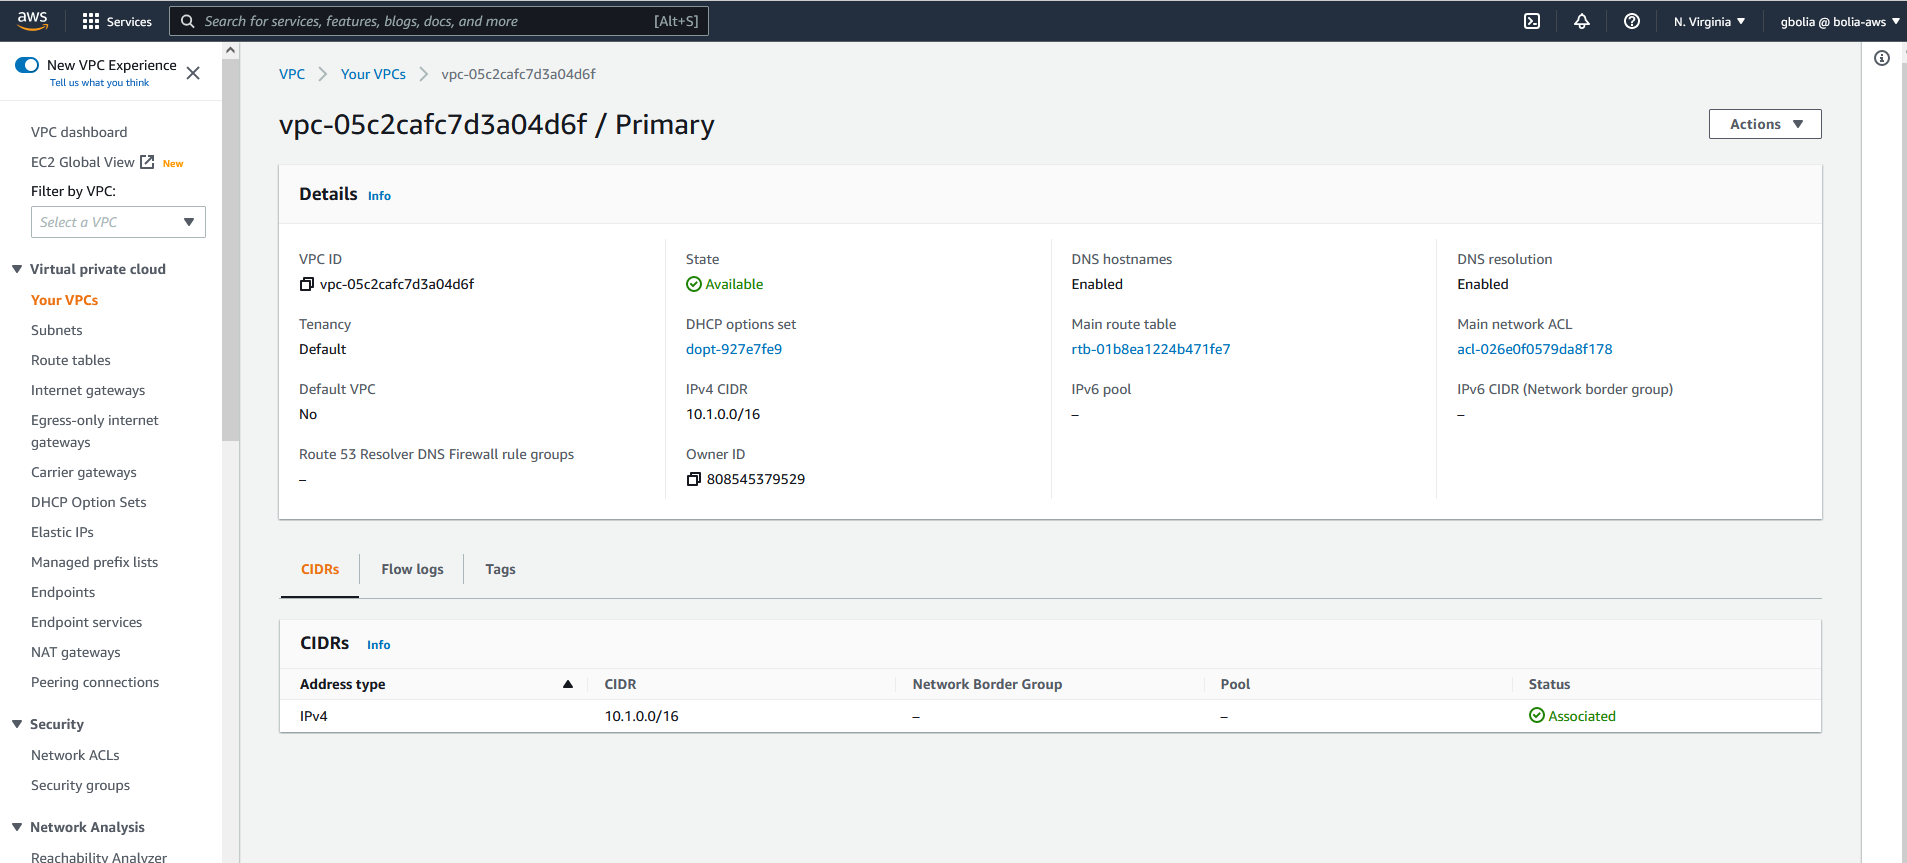 aws
Services
Search for services, features, blogs, docs, and more
[Alt+S]
N. Virginia
gbolia @ bolia-aws
New VPC Experience
Tell us what you think
VPC dashboard
EC2 Global View New
Filter by VPC:
Select a VPC
Virtual private cloud
Your VPCs
Subnets
Route tables
Internet gateways
Egress-only internet
gateways
Carrier gateways
DHCP Option Sets
Elastic IPs
Managed prefix lists
Endpoints
Endpoint services
NAT gateways
Peering connections
Security
Network ACLs
Security groups
Network Analysis
Reachability Analyzer
VPC
Your VPCs
vpc-05c2cafc7d3a04d6f
vpc-05c2cafc7d3a04d6f / Primary
Actions
Details Info
VPC ID
vpc-05c2cafc7d3a04d6f
State
Available
DNS hostnames
Enabled
DNS resolution
Enabled
Tenancy
Default
DHCP options set
dopt-927e7fe9
Main route table
rtb-01b8ea1224b471fe7
Main network ACL
acl-026e0f0579da8f178
Default VPC
No
IPv4 CIDR
10.1.0.0/16
IPv6 pool
–
IPv6 CIDR (Network border group)
–
Route 53 Resolver DNS Firewall rule groups
–
Owner ID
808545379529
CIDRs
Flow logs
Tags
CIDRs Info
Address type CIDR Network Border Group Pool Status
IPv4 10.1.0.0/16 – – Associated